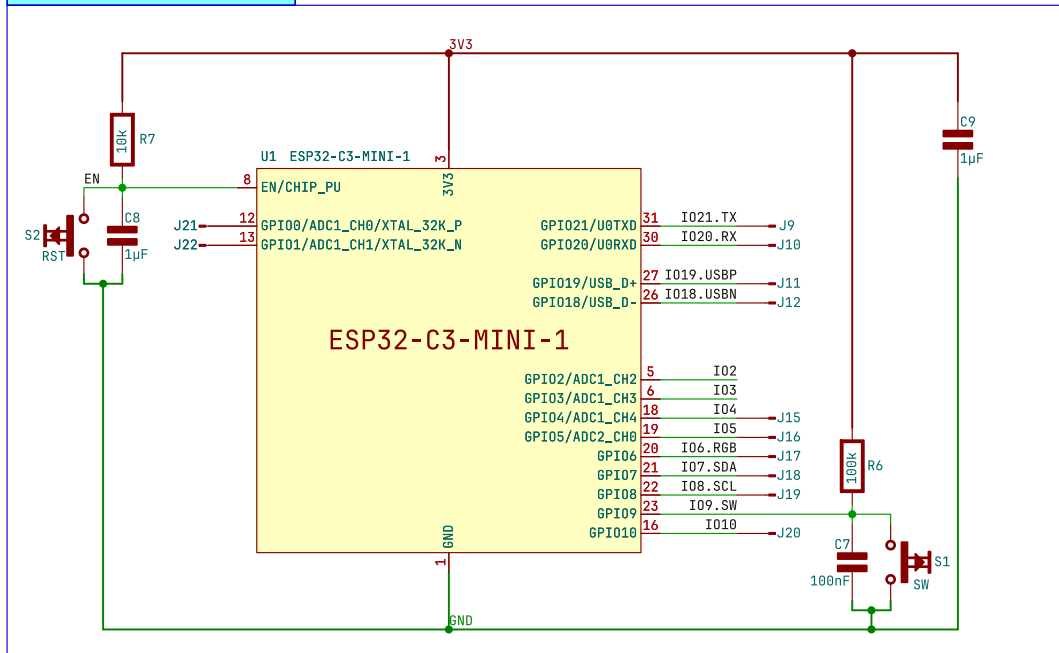 3V3
C9
1µF
10k
R7
U1 ESP32-C3-MINI-1
3
3V3
EN
8
EN/CHIP_PU
S2
RST
C8
1µF
J21
12
GPIO0/ADC1_CH0/XTAL_32K_P
J22
13
GPIO1/ADC1_CH1/XTAL_32K_N
GPIO21/U0TXD
31
IO21.TX
J9
GPIO20/U0RXD
30
IO20.RX
J10
GPIO19/USB_D+
27
IO19.USBP
J11
GPIO18/USB_D-
26
IO18.USBN
J12
ESP32-C3-MINI-1
GPIO2/ADC1_CH2
5
IO2
GPIO3/ADC1_CH3
6
IO3
GPIO4/ADC1_CH4
18
IO4
J15
GPIO5/ADC2_CH0
19
IO5
J16
GPIO6
20
IO6.RGB
J17
GPIO7
21
IO7.SDA
J18
GPIO8
22
IO8.SCL
J19
GPIO9
23
IO9.SW
GPIO10
16
IO10
J20
100k
R6
C7
100nF
S1
SW
GND
1
GND